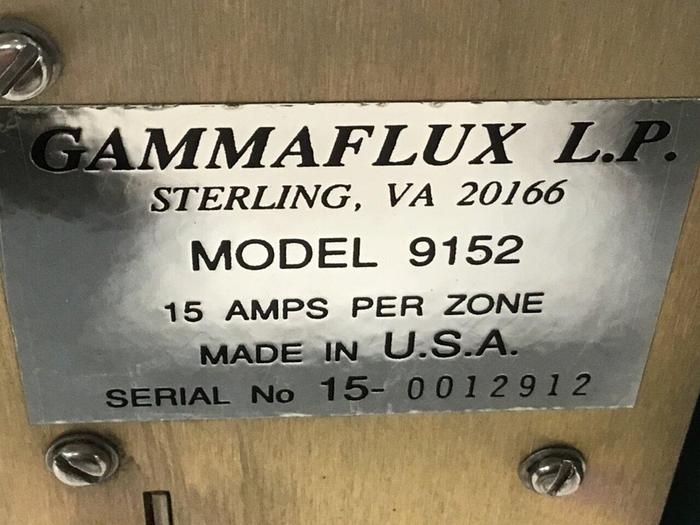 GAMMAFLUX L.P.
STERLING, VA 20166
MODEL 9152
15 AMPS PER ZONE
MADE IN U.S.A.
SERIAL No 15- 0012912